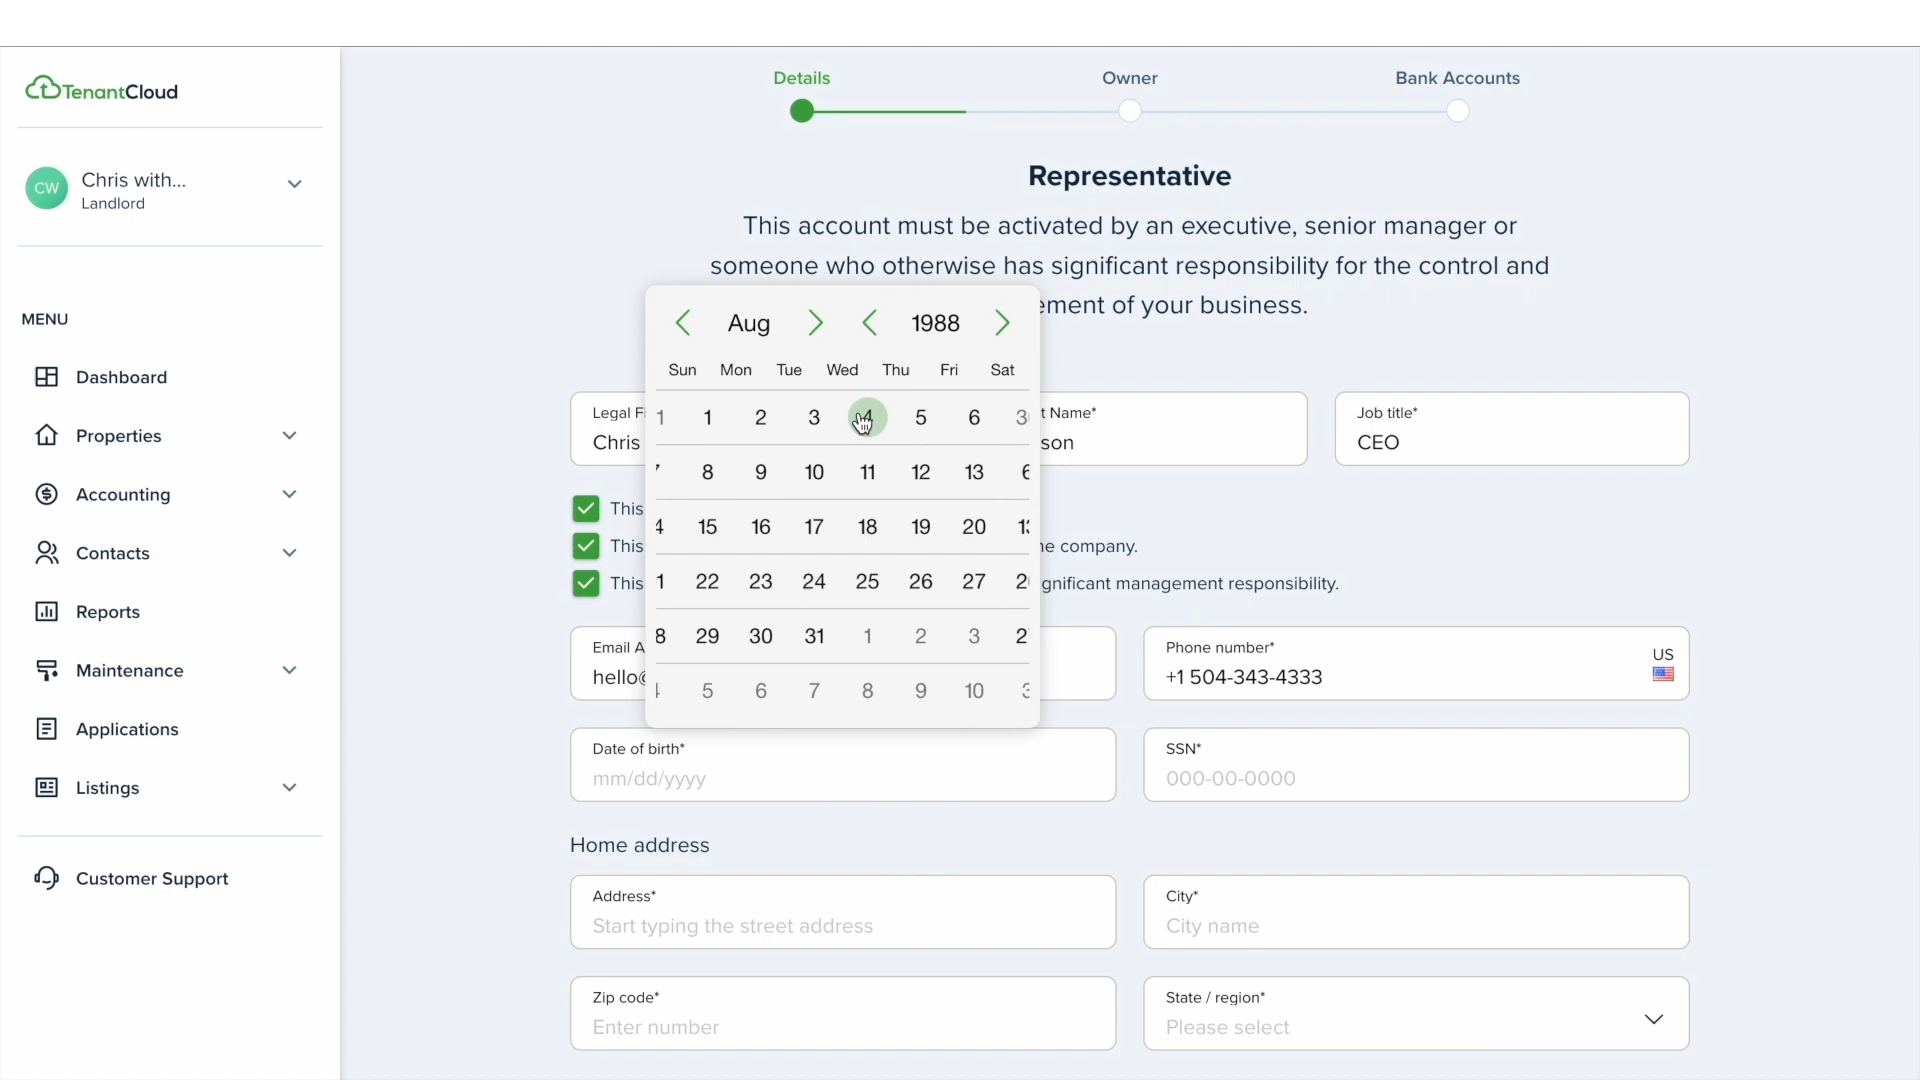 TenantCloud
CW
Chris with...
Landlord
MENU
Dashboard
Properties
Accounting
Contacts
Reports
Maintenance
Applications
Listings
Customer Support
Details Owner Bank Accounts
Representative
This account must be activated by an executive, senior manager or
someone who otherwise has significant responsibility for the control and
ement of your business.
Aug 1988
Sun Mon Tue Wed Thu Fri Sat
1 2 3 4 5 6
8 9 10 11 12 13
15 16 17 18 19 20
22 23 24 25 26 27
29 30 31 1 2 3
5 6 7 8 9 10
Legal Fi
Chris
t Name*
son
Job title*
CEO
This
This ne company.
This gnificant management responsibility.
Email A
hello@
Phone number*
+1 504-343-4333
US
Date of birth*
mm/dd/yyyy
SSN*
000-00-0000
Home address
Address*
Start typing the street address
City*
City name
Zip code*
Enter number
State / region*
Please select